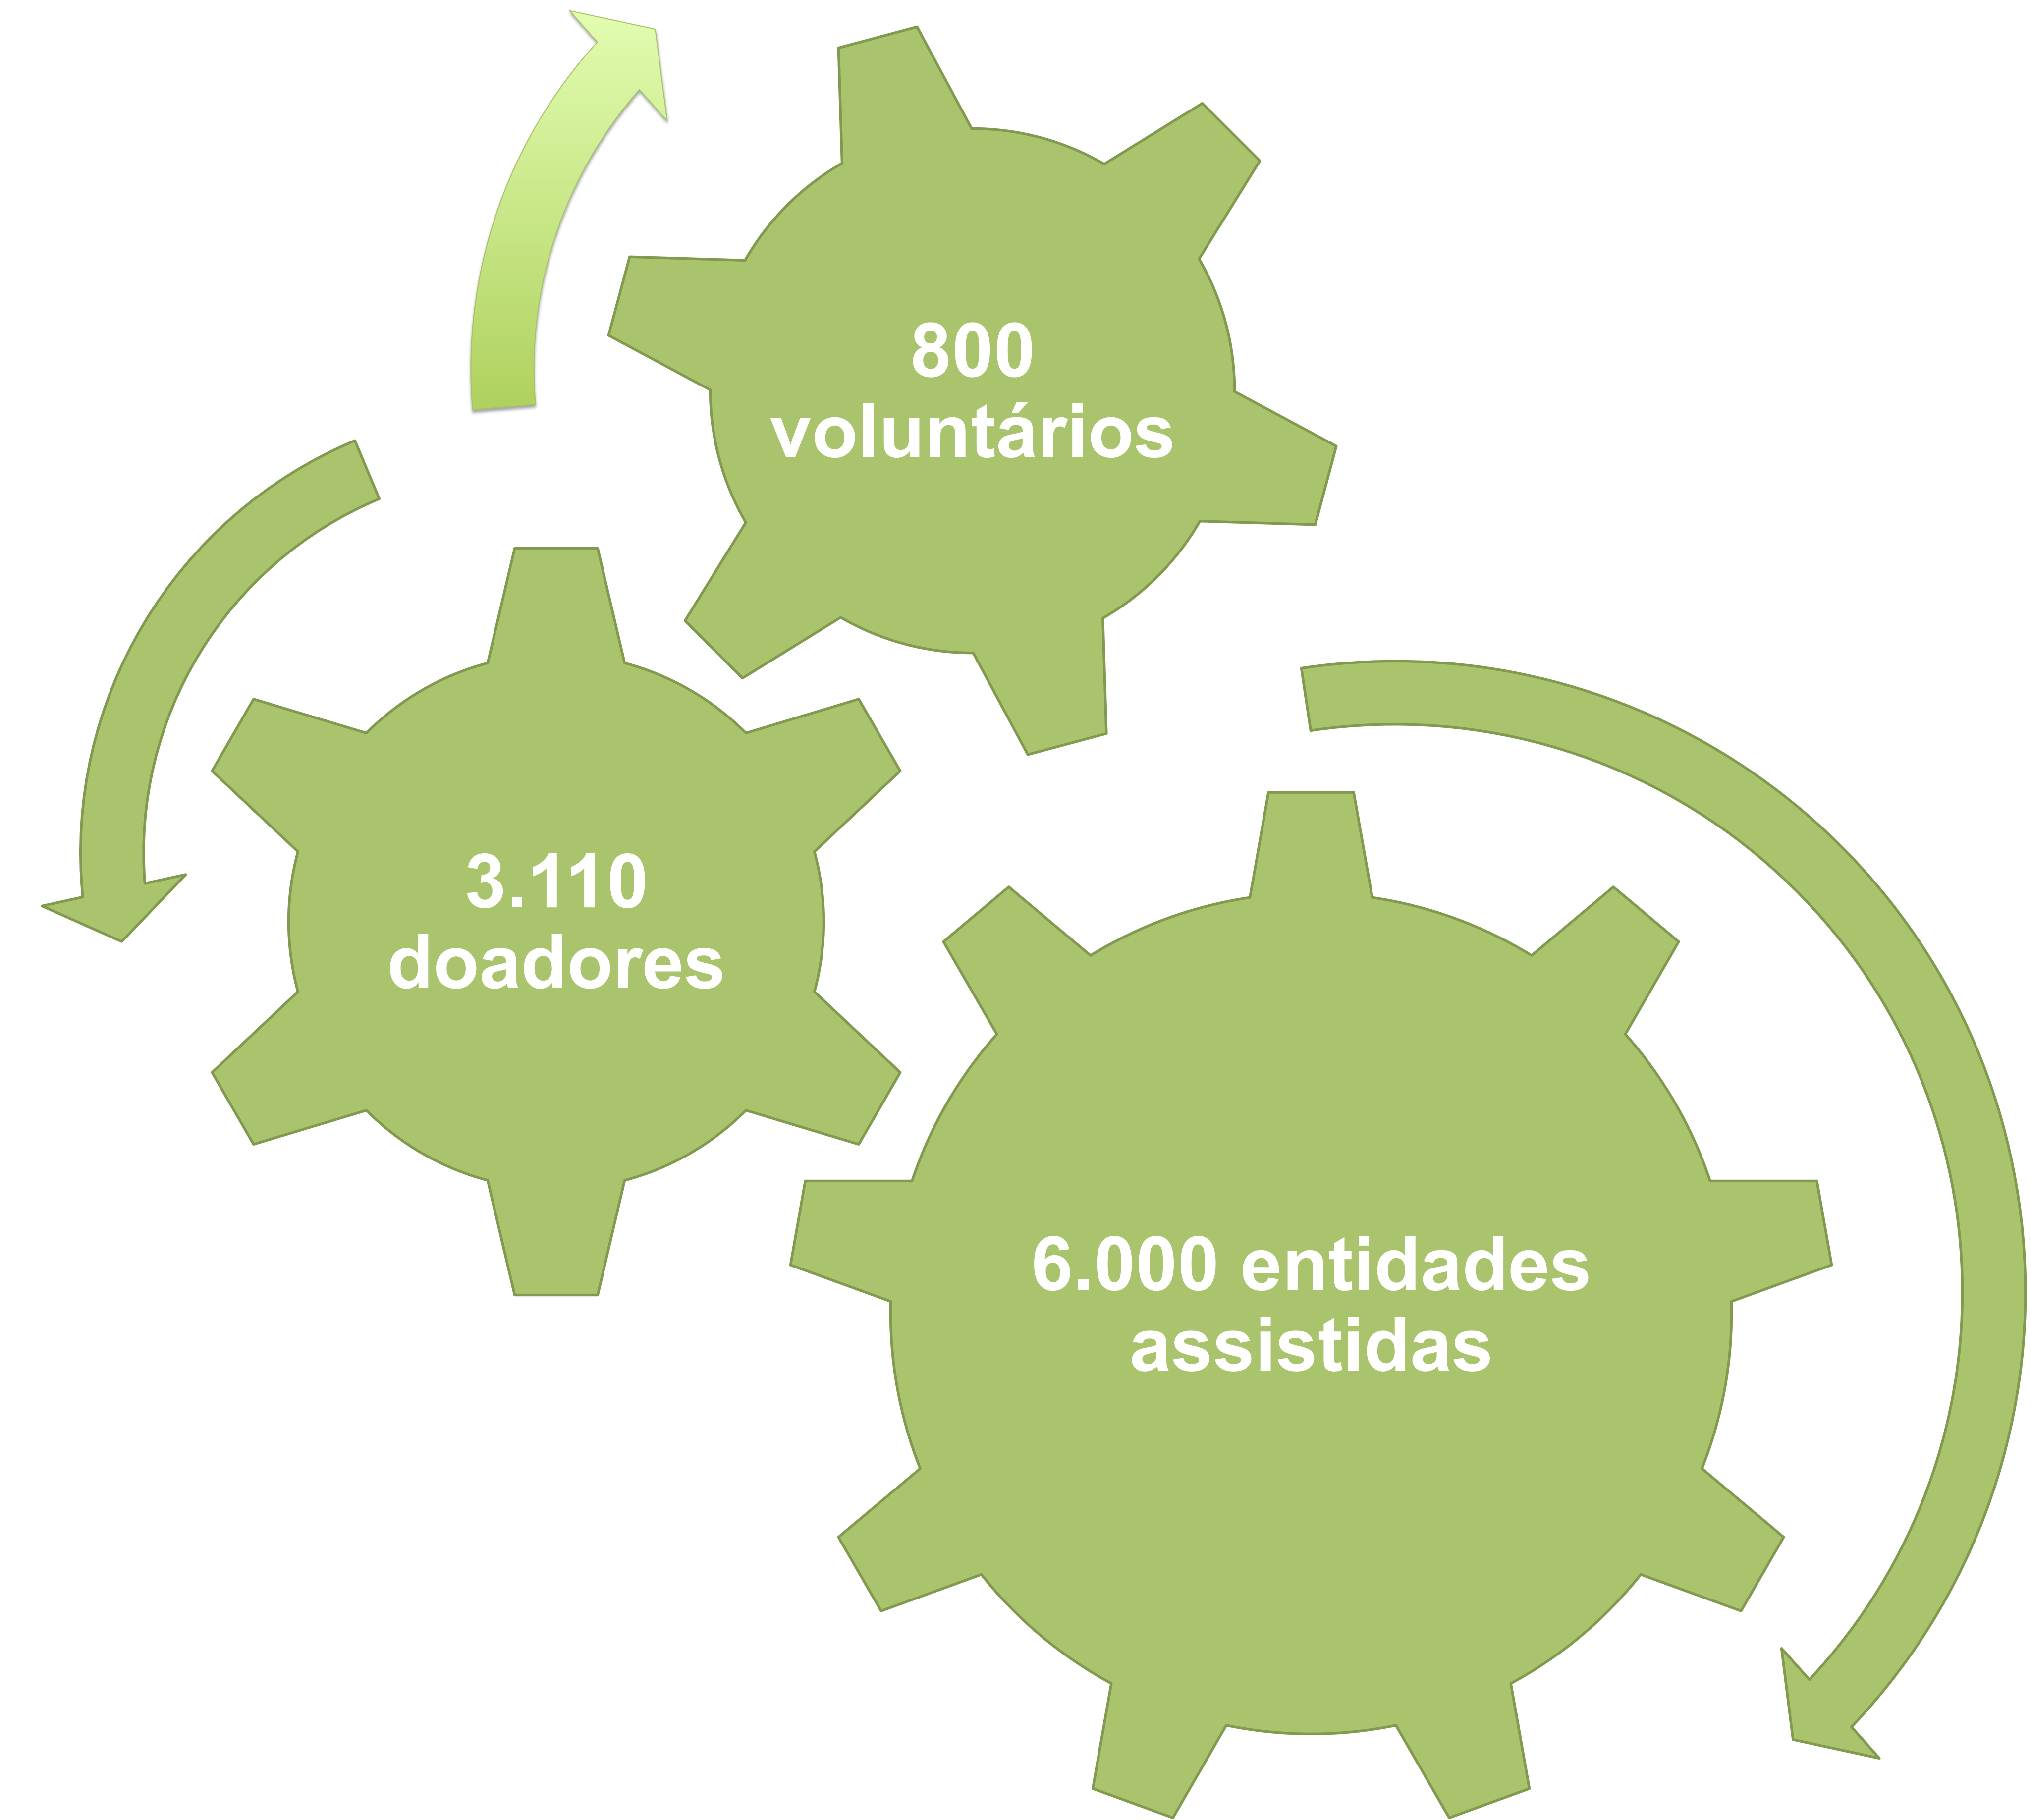 800
voluntários
3.110
doadores
6.000 entidades
assistidas